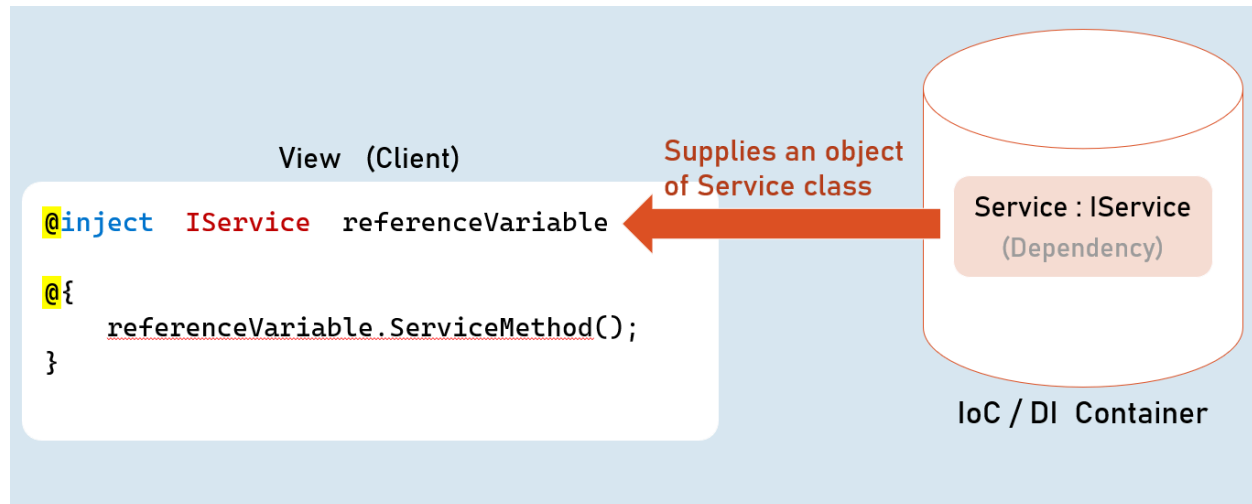 View (Client)
@inject IService referenceVariable
@{
referenceVariable.ServiceMethod();
}
Supplies an object
of Service class
Service : IService
(Dependency)
IoC / DI Container